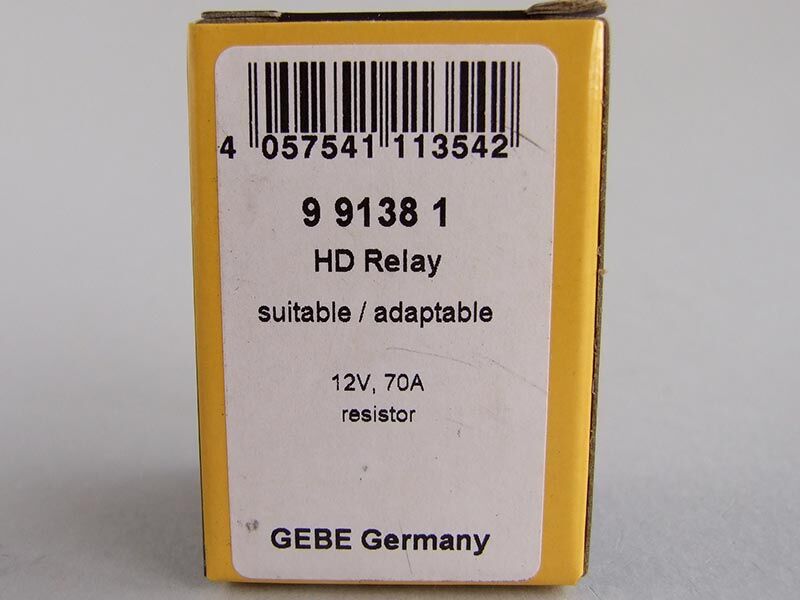 4 057541 113542
9 9138 1
HD Relay
suitable / adaptable
12V, 70A
resistor
GEBE Germany